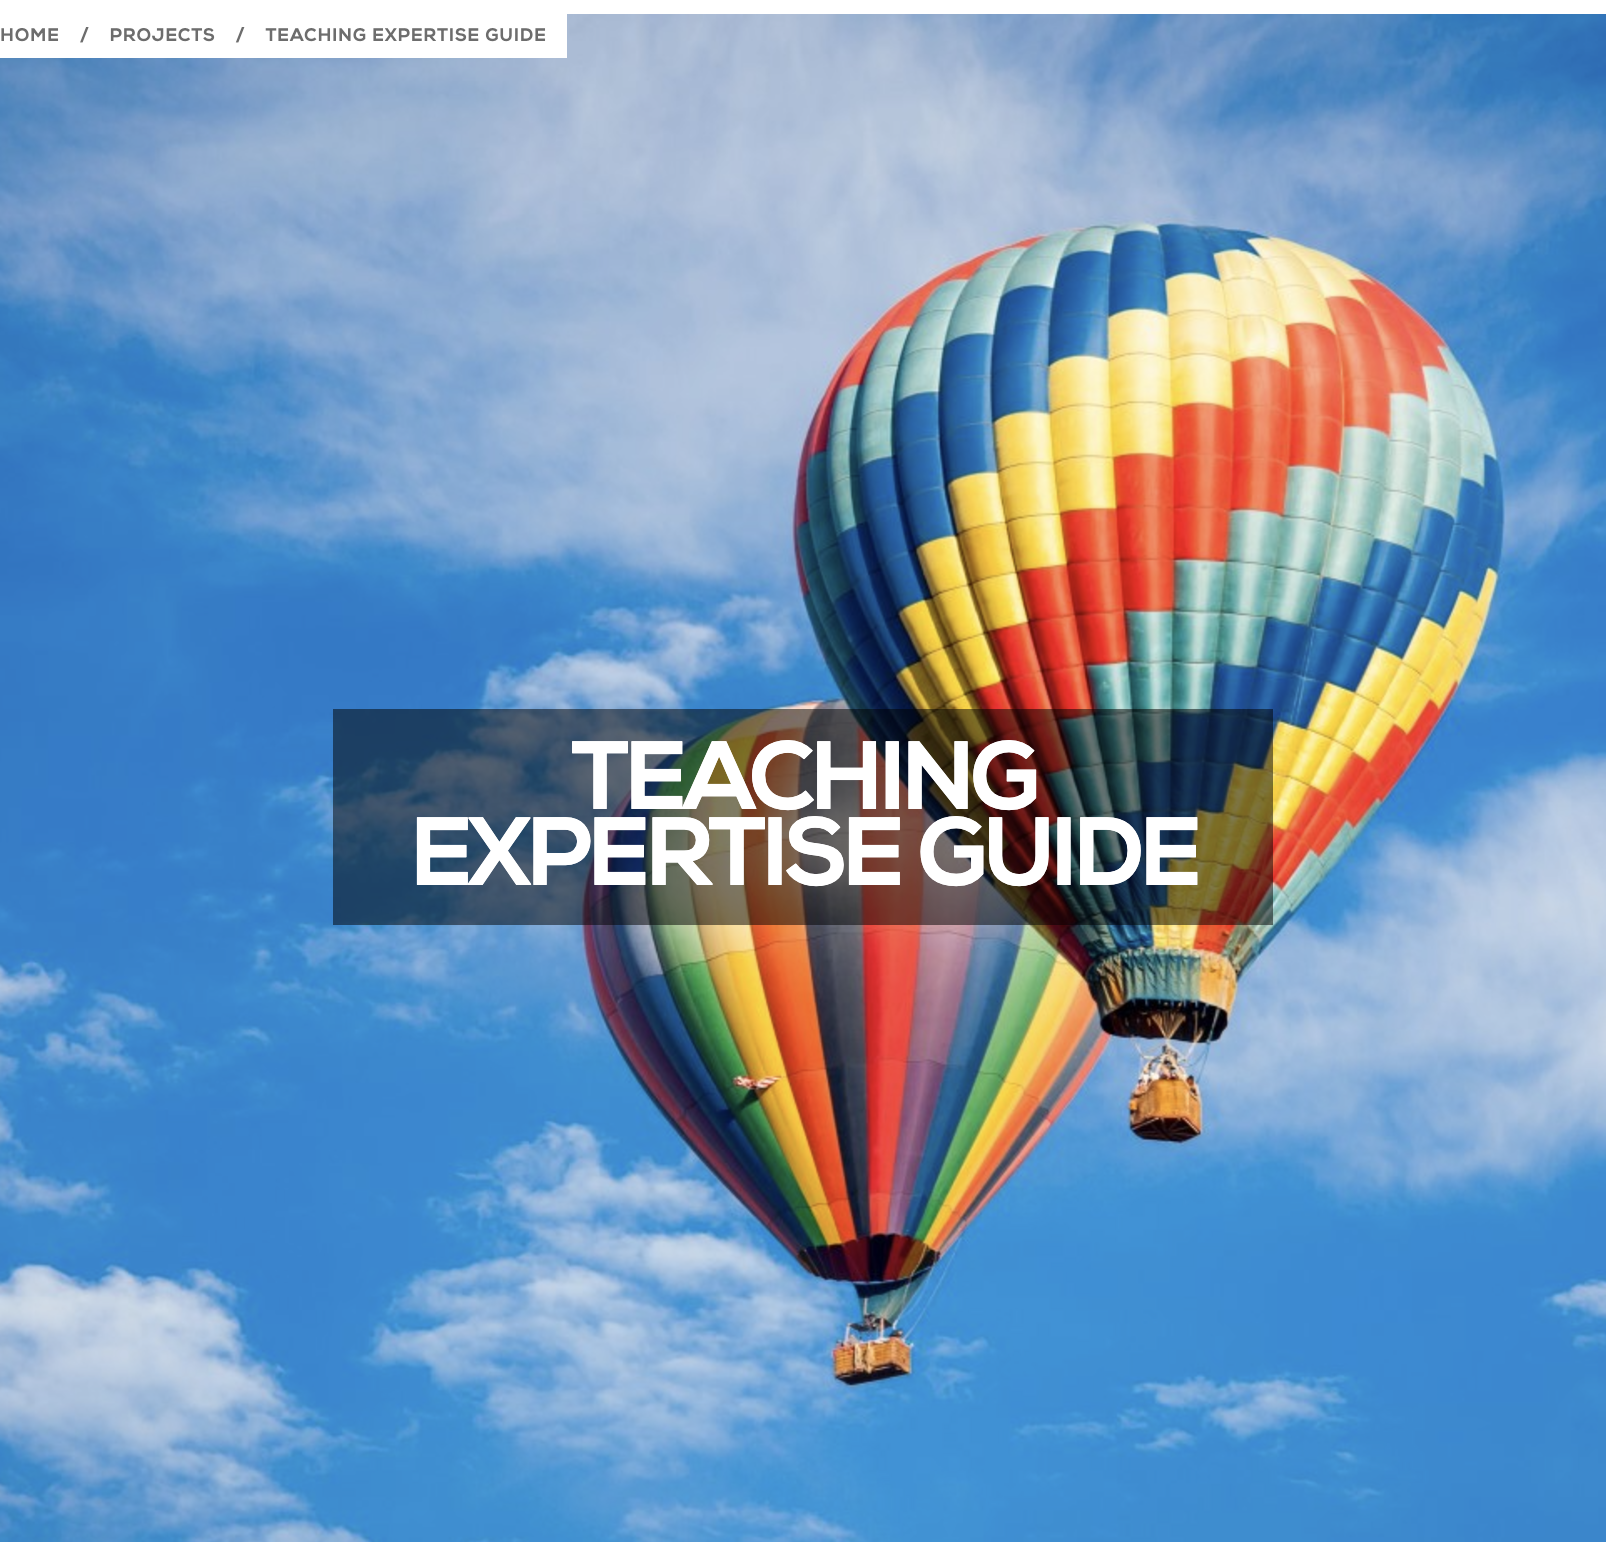 HOME / PROJECTS / TEACHING EXPERTISE GUIDE
TEACHING
EXPERTISE GUIDE